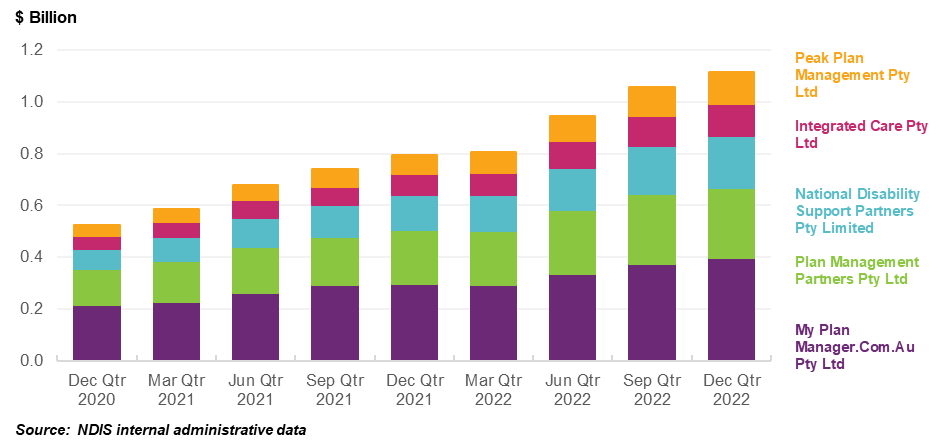 $ Billion
1.2
1.0
0.8
0.6
0.4
0.2
0.0
Dec Qtr
2020
Mar Qtr
2021
Jun Qtr
2021
Sep Qtr
2021
Dec Qtr
2021
Mar Qtr
2022
Jun Qtr
2022
Sep Qtr
2022
Dec Qtr
2022
Peak Plan
Management Pty
Ltd
Integrated Care Pty
Ltd
National Disability
Support Partners
Pty Limited
Plan Management
Partners Pty Ltd
My Plan
Manager.Com.Au
Pty Ltd
Source: NDIS internal administrative data